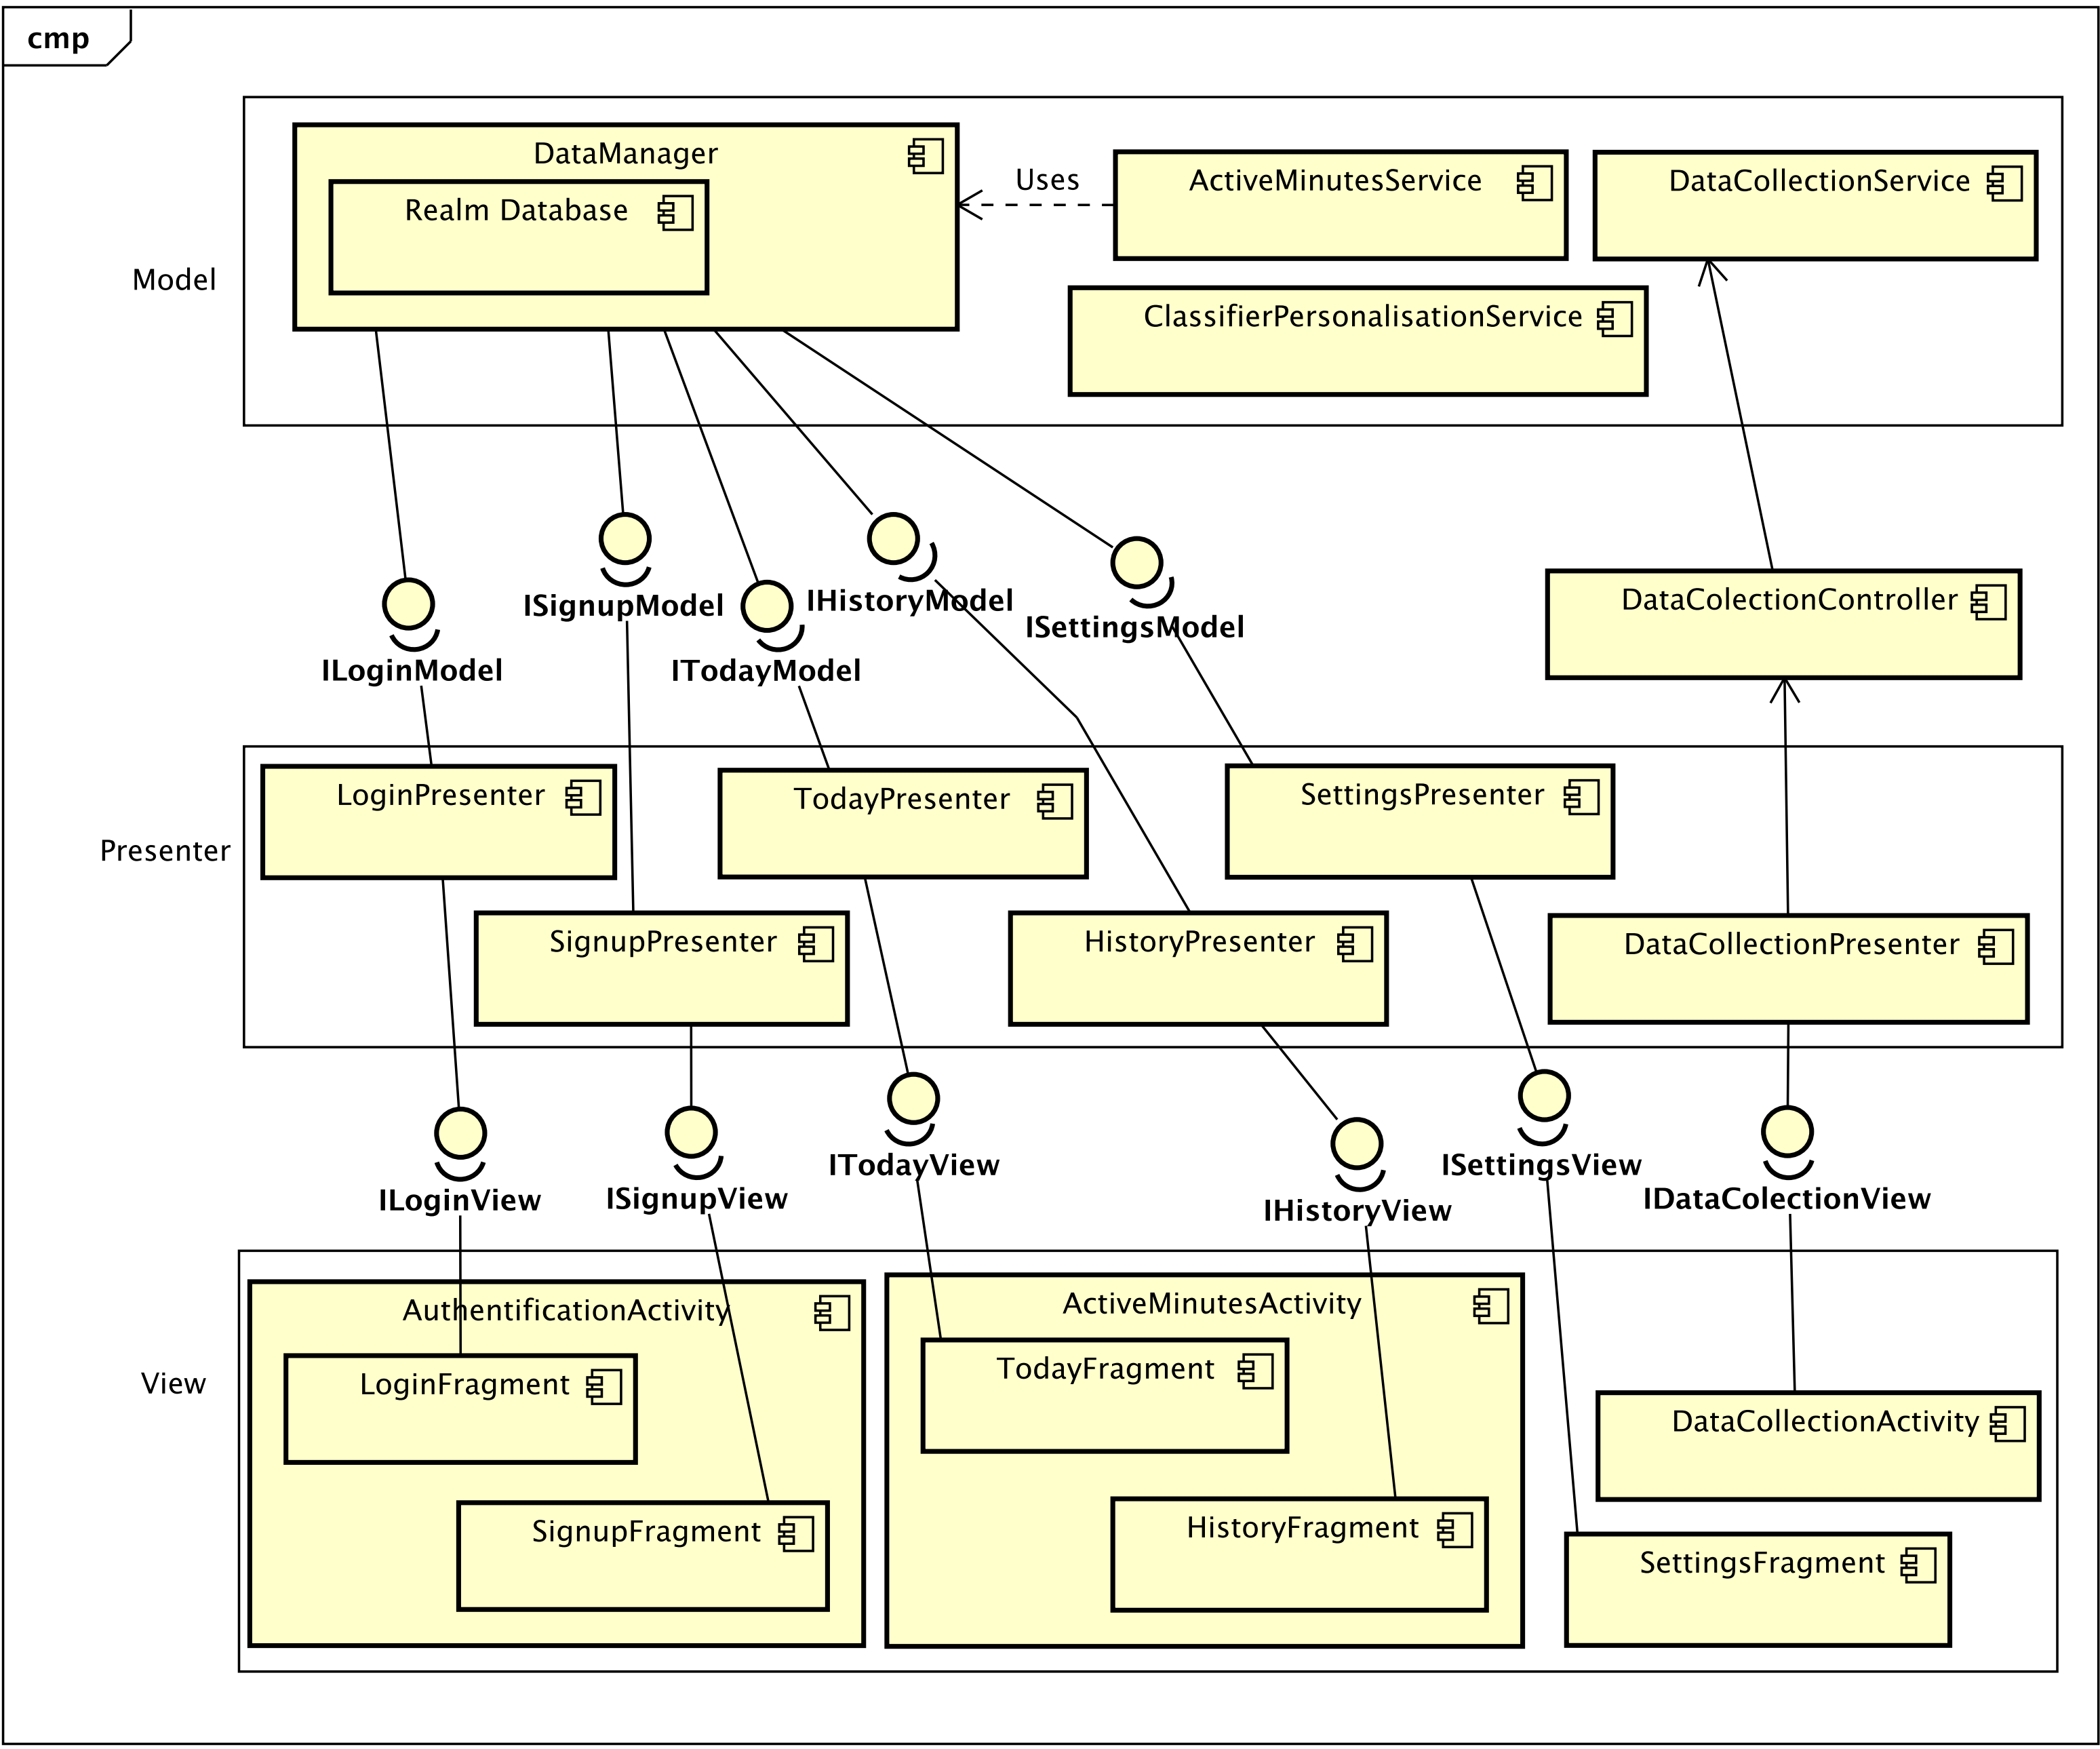 cmp
DataManager
Realm Database
Uses
ActiveMinutesService
DataCollectionService
ClassifierPersonalisationService
Model
ISignupModel
IHistoryModel
ISettingsModel
DataColectionController
ILoginModel
ITodayModel
LoginPresenter
TodayPresenter
SettingsPresenter
Presenter
SignupPresenter
HistoryPresenter
DataCollectionPresenter
ILoginView
ISignupView
ITodayView
IHistoryView
ISettingsView
IDataColectionView
AuthentificationActivity
ActiveMinutesActivity
View
LoginFragment
TodayFragment
DataCollectionActivity
SignupFragment
HistoryFragment
SettingsFragment